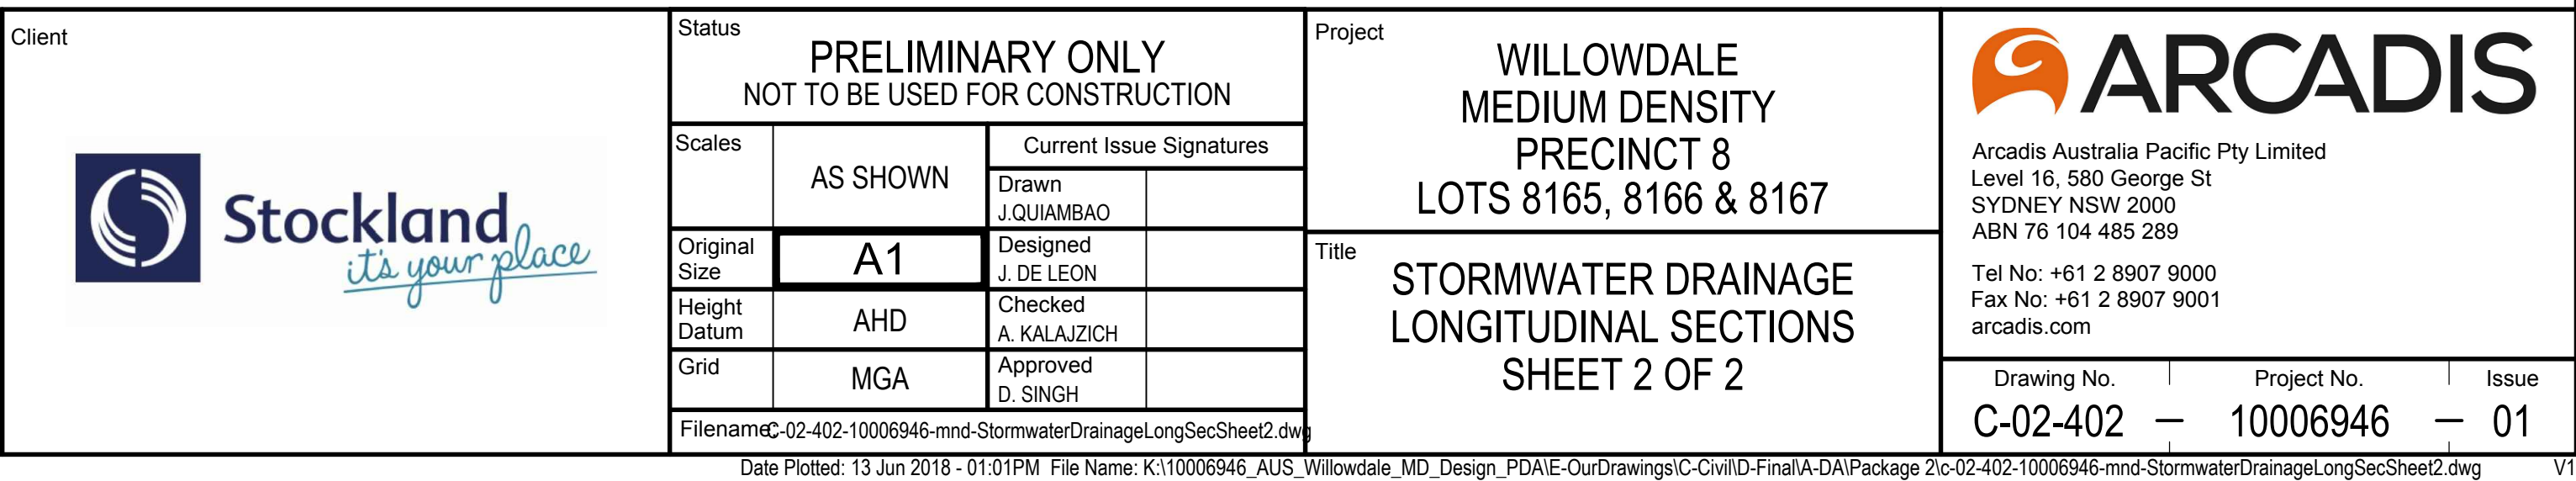 Client
Stockland
it's your place
Status
PRELIMINARY ONLY
NOT TO BE USED FOR CONSTRUCTION
Scales
AS SHOWN
Current Issue Signatures
Drawn
J.QUIAMBAO
Original
Size
A1
Designed
J. DE LEON
Height
Datum
AHD
Checked
A. KALAJZICH
Grid
MGA
Approved
D. SINGH
Filename: C-02-402-10006946-mnd-StormwaterDrainageLongSecSheet2.dwg
Project
WILLOWDALE
MEDIUM DENSITY
PRECINCT 8
LOTS 8165, 8166 & 8167
Title
STORMWATER DRAINAGE
LONGITUDINAL SECTIONS
SHEET 2 OF 2
ARCADIS
Arcadis Australia Pacific Pty Limited
Level 16, 580 George St
SYDNEY NSW 2000
ABN 76 104 485 289
Tel No: +61 2 8907 9000
Fax No: +61 2 8907 9001
arcadis.com
Drawing No. Project No. Issue
C-02-402 – 10006946 – 01
Date Plotted: 13 Jun 2018 - 01:01PM File Name: K:\10006946_AUS_Willowdale_MD_Design_PDA\E-OurDrawings\C-Civil\D-Final\A-DA\Package 2\c-02-402-10006946-mnd-StormwaterDrainageLongSecSheet2.dwg V1